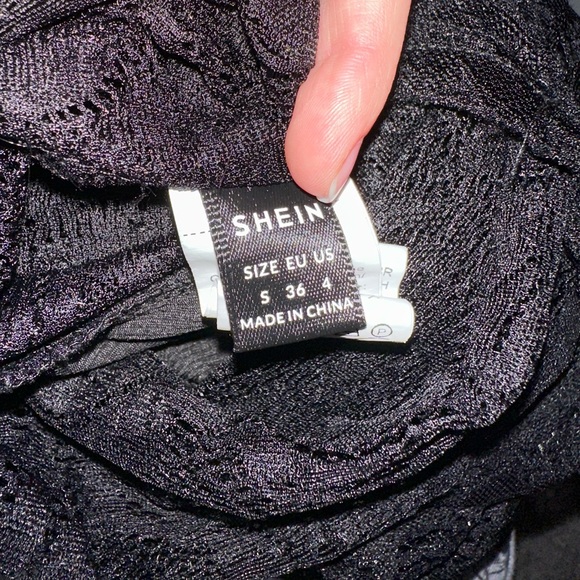 SHEIN
SIZE EU US
S 36 4
MADE IN CHINA
P